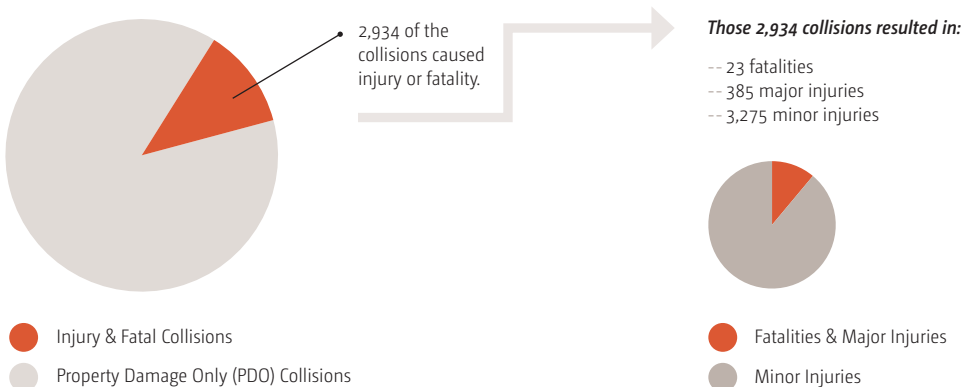 2,934 of the
collisions caused
injury or fatality.
Those 2,934 collisions resulted in:
-- 23 fatalities
-- 385 major injuries
-- 3,275 minor injuries
Injury & Fatal Collisions
Property Damage Only (PDO) Collisions
Fatalities & Major Injuries
Minor Injuries